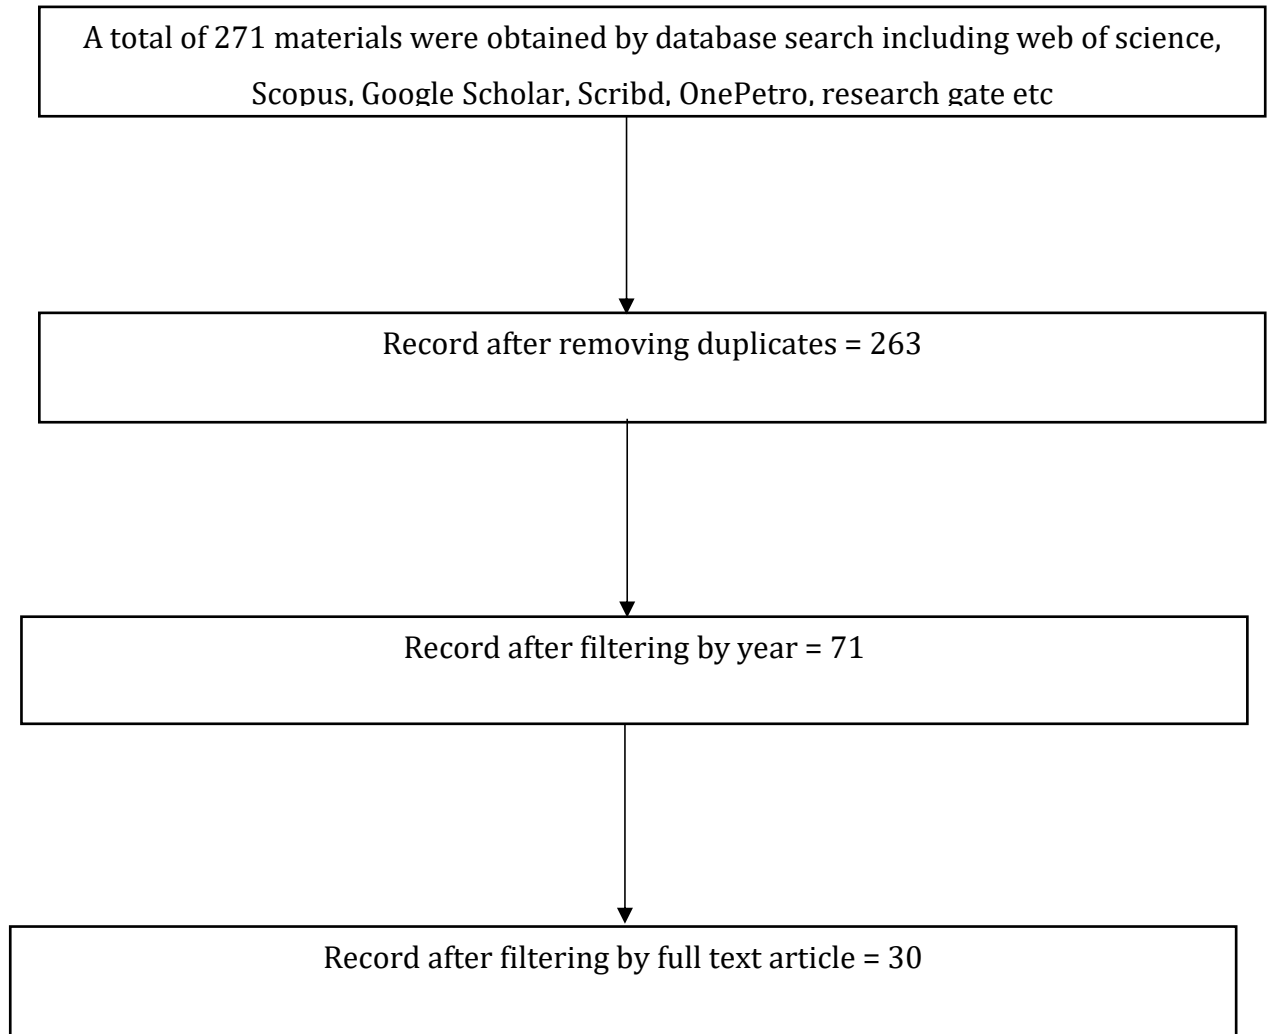 A total of 271 materials were obtained by database search including web of science,
Scopus, Google Scholar, Scribd, OnePetro, research gate etc
Record after removing duplicates = 263
Record after filtering by year = 71
Record after filtering by full text article = 30